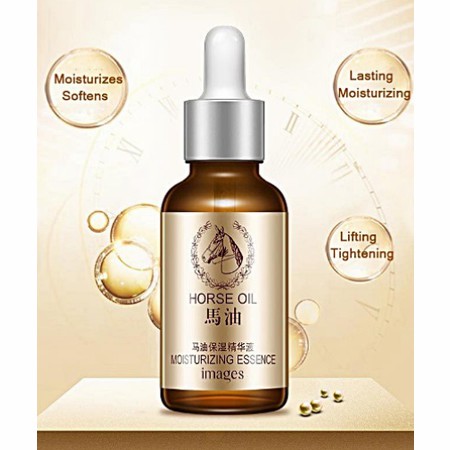 Moisturizes
Softens
Lasting
Moisturizing
Lifting
Tightening
HORSE OIL
馬油
马油保湿精华液
MOISTURIZING ESSENCE
images